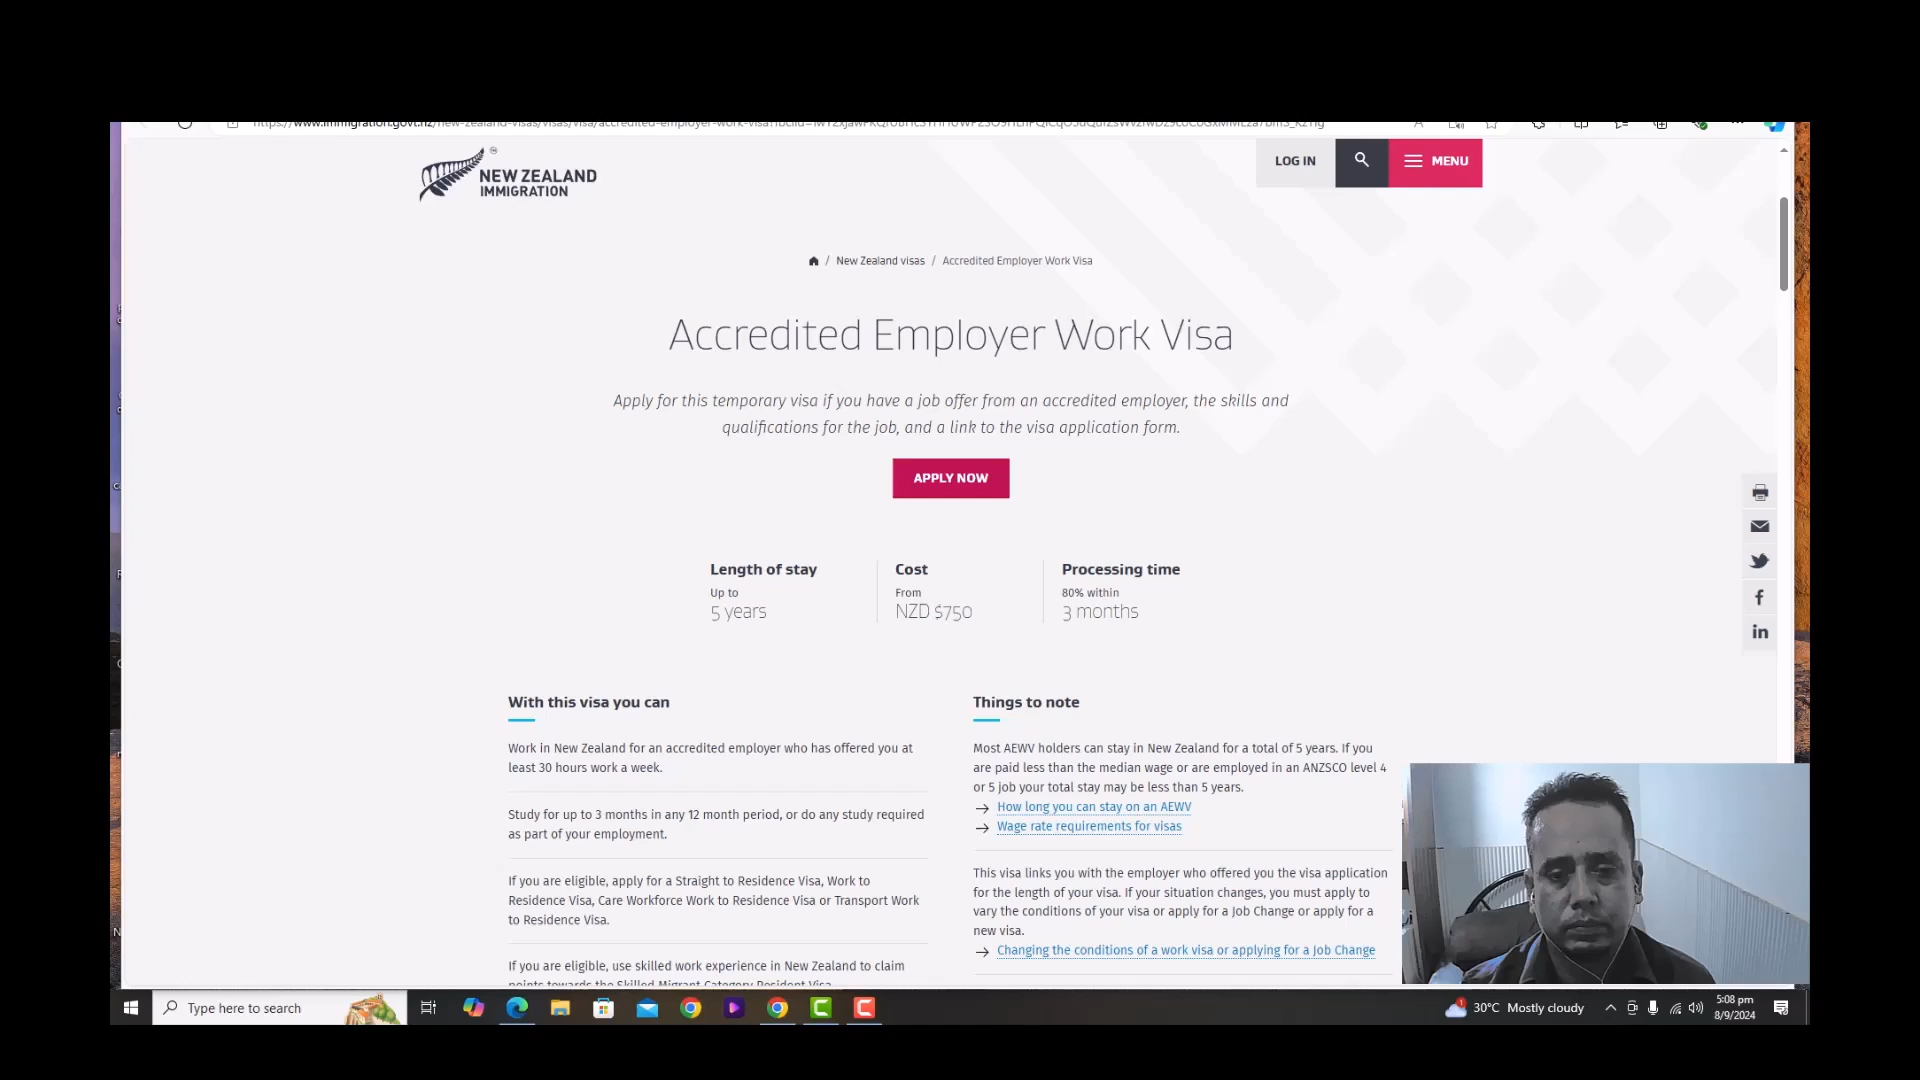 NEW ZEALAND
IMMIGRATION
LOG IN
MENU
/ New Zealand visas / Accredited Employer Work Visa
Accredited Employer Work Visa
Apply for this temporary visa if you have a job offer from an accredited employer, the skills and
qualifications for the job, and a link to the visa application form.
APPLY NOW
Length of stay
Up to
5 years
Cost
From
NZD $750
Processing time
80% within
3 months
With this visa you can
Work in New Zealand for an accredited employer who has offered you at
least 30 hours work a week.
Study for up to 3 months in any 12 month period, or do any study required
as part of your employment.
If you are eligible, apply for a Straight to Residence Visa, Work to
Residence Visa, Care Workforce Work to Residence Visa or Transport Work
to Residence Visa.
If you are eligible, use skilled work experience in New Zealand to claim
points towards the Skilled Migrant Category Resident Visa.
Things to note
Most AEWV holders can stay in New Zealand for a total of 5 years. If you
are paid less than the median wage or are employed in an ANZSCO level 4
or 5 job your total stay may be less than 5 years.
How long you can stay on an AEWV
Wage rate requirements for visas
This visa links you with the employer who offered you the visa application
for the length of your visa. If your situation changes, you must apply to
vary the conditions of your visa or apply for a Job Change or apply for a
new visa.
Changing the conditions of a work visa or applying for a Job Change
Type here to search
30°C Mostly cloudy
5:08 pm
8/9/2024